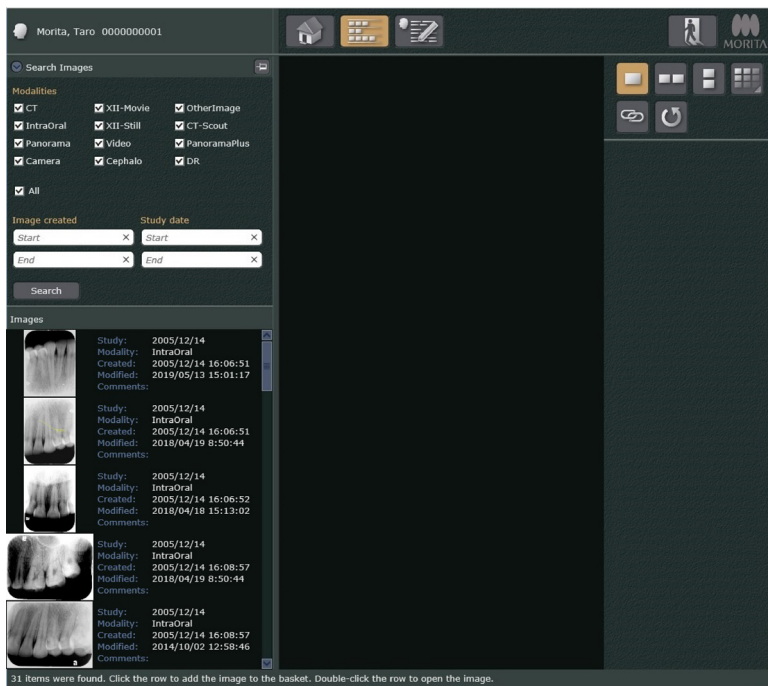 Morita, Taro 0000000001
MORITA
Search Images
Modalities
CT XII-Movie OtherImage
IntraOral XII-Still CT-Scout
Panorama Video PanoramaPlus
Camera Cephalo DR
All
Image created Study date
Start Start
End End
Search
Images
Study: 2005/12/14
Modality: IntraOral
Created: 2005/12/14 16:06:51
Modified: 2019/05/13 15:01:17
Comments:
Study: 2005/12/14
Modality: IntraOral
Created: 2005/12/14 16:06:51
Modified: 2018/04/19 8:50:44
Comments:
Study: 2005/12/14
Modality: IntraOral
Created: 2005/12/14 16:06:52
Modified: 2018/04/18 15:13:02
Comments:
Study: 2005/12/14
Modality: IntraOral
Created: 2005/12/14 16:08:57
Modified: 2018/04/19 8:50:44
Comments:
Study: 2005/12/14
Modality: IntraOral
Created: 2005/12/14 16:08:57
Modified: 2014/10/02 12:58:46
Comments:
31 items were found. Click the row to add the image to the basket. Double-click the row to open the image.